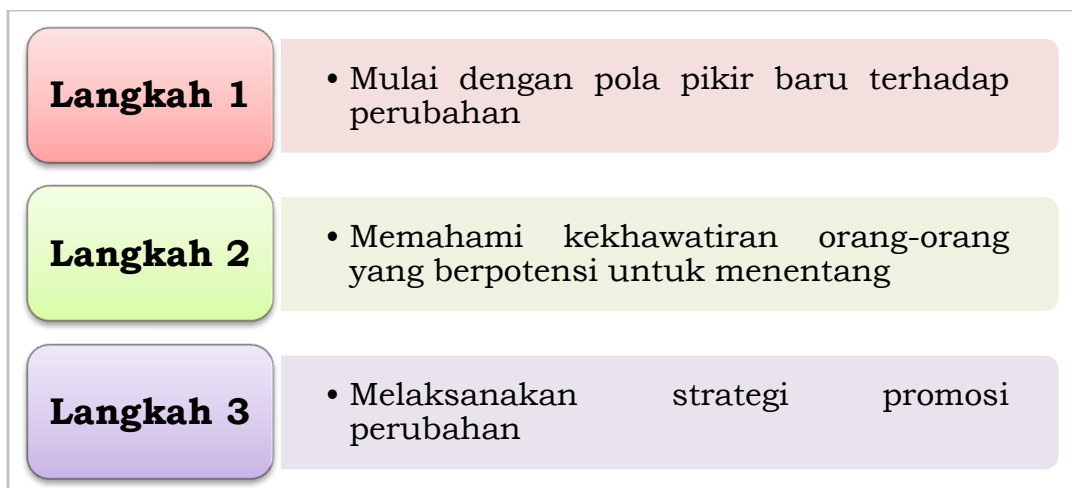 Langkah 1
• Mulai dengan pola pikir baru terhadap
perubahan
Langkah 2
• Memahami kekhawatiran orang-orang
yang berpotensi untuk menentang
Langkah 3
• Melaksanakan strategi promosi
perubahan